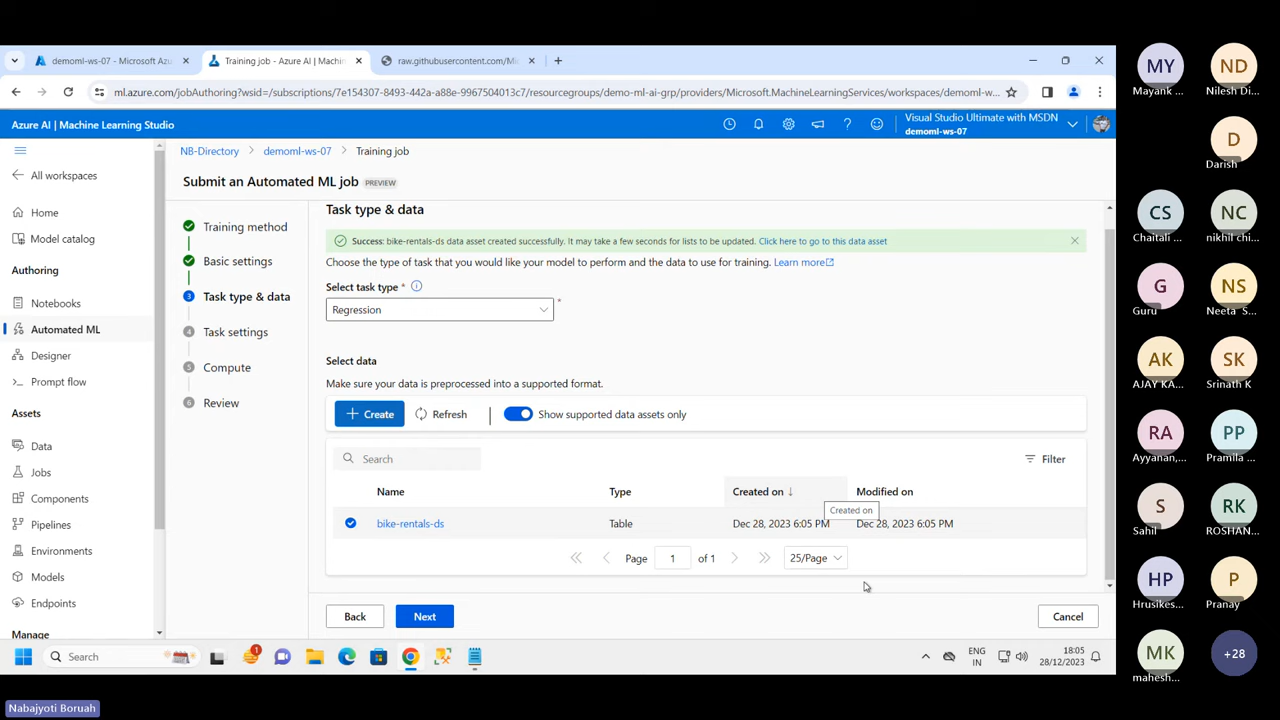 demoml-ws-07 - Microsoft Azure
Training job - Azure AI | Machin
raw.githubusercontent.com/Mi
ml.azure.com/jobAuthoring?wsid=/subscriptions/7e154307-8493-442a-a88e-9967504013c7/resourcegroups/demo-ml-ai-grp/providers/Microsoft.MachineLearningServices/workspaces/demoml-w...
Azure AI | Machine Learning Studio
Visual Studio Ultimate with MSDN
demoml-ws-07
All workspaces
Home
Model catalog
Authoring
Notebooks
Automated ML
Designer
Prompt flow
Assets
Data
Jobs
Components
Pipelines
Environments
Models
Endpoints
Manage
NB-Directory > demoml-ws-07 > Training job
Submit an Automated ML job PREVIEW
Training method
Basic settings
3 Task type & data
4 Task settings
5 Compute
6 Review
Task type & data
Success: bike-rentals-ds data asset created successfully. It may take a few seconds for lists to be updated. Click here to go to this data asset
Choose the type of task that you would like your model to perform and the data to use for training. Learn more
Select task type *
Regression *
Select data
Make sure your data is preprocessed into a supported format.
+ Create Refresh Show supported data assets only
Search Filter
Name Type Created on ↓ Modified on
Created on
bike-rentals-ds Table Dec 28, 2023 6:05 PM Dec 28, 2023 6:05 PM
Page 1 of 1 25/Page
Back Next Cancel
Search
1
ENG
IN
18:05
28/12/2023
MY ND
Mayank ... Nilesh Di...
D
Darish
CS NC
Chaitali ... nikhil chi...
G NS
Guru Neeta S...
AK SK
AJAY KA... Srinath K
RA PP
Ayyanan,... Pramila ...
S RK
Sahil ROSHAN...
HP P
Hrusikes... Pranay
MK +28
mahesh...
Nabajyoti Boruah